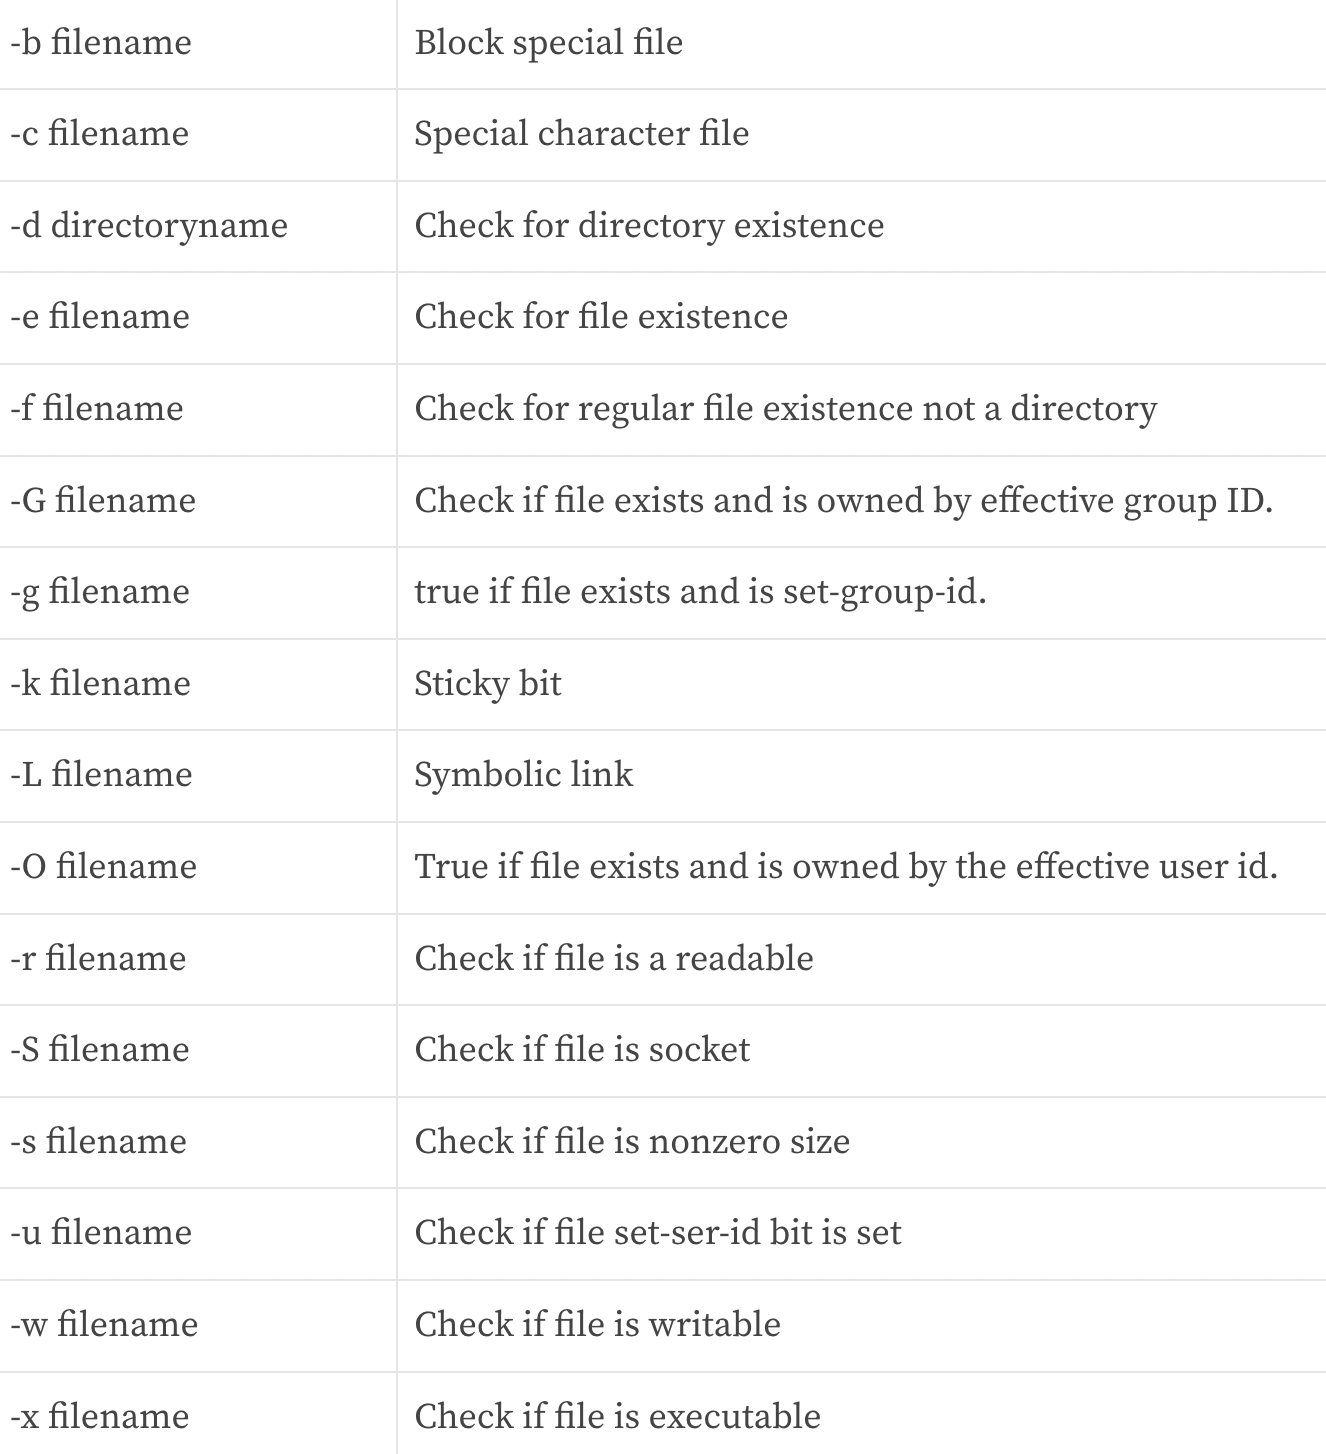 -b filename Block special file
-c filename Special character file
-d directoryname Check for directory existence
-e filename Check for file existence
-f filename Check for regular file existence not a directory
-G filename Check if file exists and is owned by effective group ID.
-g filename true if file exists and is set-group-id.
-k filename Sticky bit
-L filename Symbolic link
-O filename True if file exists and is owned by the effective user id.
-r filename Check if file is a readable
-S filename Check if file is socket
-s filename Check if file is nonzero size
-u filename Check if file set-ser-id bit is set
-w filename Check if file is writable
-x filename Check if file is executable